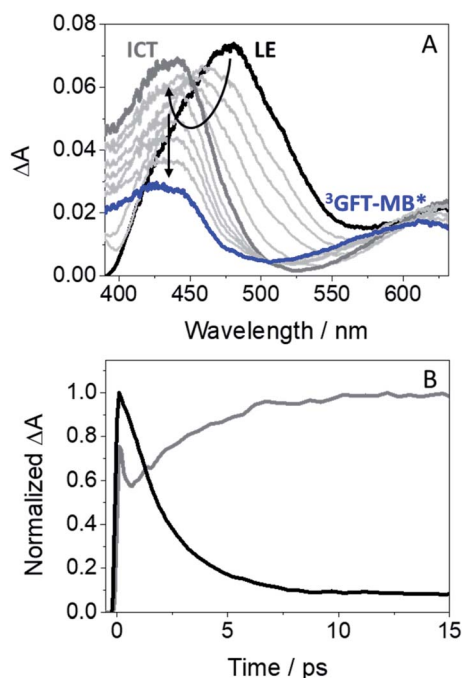 ICT LE A
0.08
0.06
0.04
0.02
0.00
ΔA
³GFT-MB*
400 450 500 550 600
Wavelength / nm
B
1.0
0.8
0.6
0.4
0.2
0.0
Normalized ΔA
0 5 10 15
Time / ps